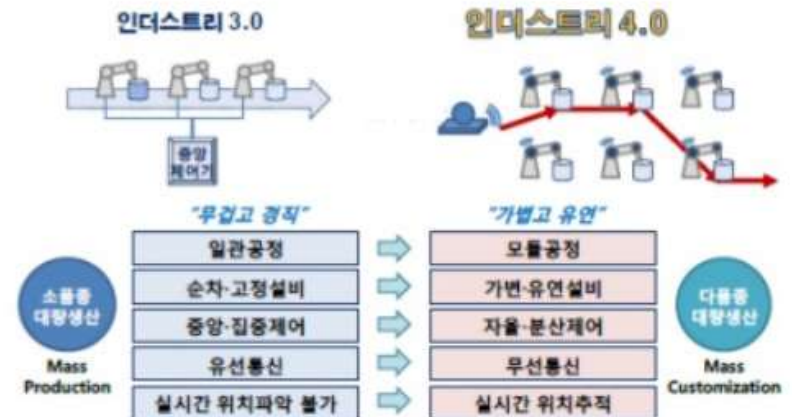 인더스트리 3.0
인더스트리 4.0
중앙
제어기
"무겁고 경직"
"가볍고 유연"
일관공정
모듈공정
순차·고정설비
가변·유연설비
중앙·집중제어
자율·분산제어
유선통신
무선통신
실시간 위치파악 불가
실시간 위치추적
소품종
대량생산
Mass
Production
다품종
대량생산
Mass
Customization